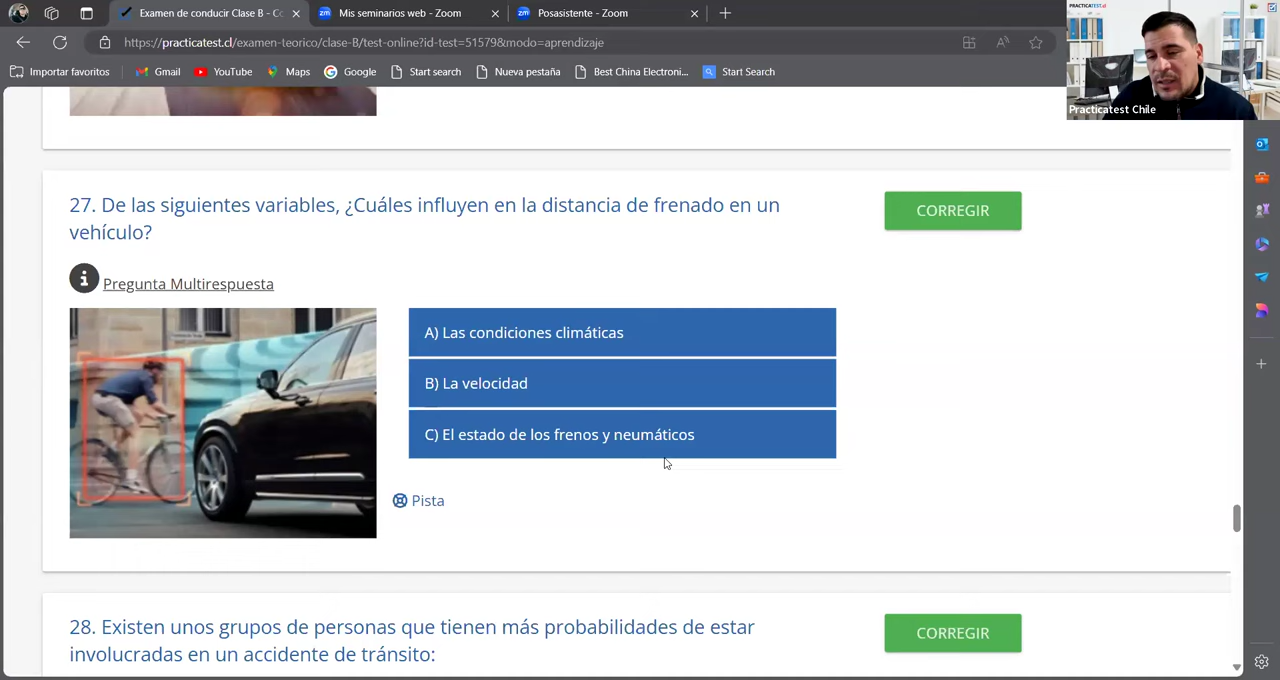 Examen de conducir Clase B - Co
Mis seminarios web - Zoom
Posasistente - Zoom
https://practicatest.cl/examen-teorico/clase-B/test-online?id-test=51579&modo=aprendizaje
Importar favoritos
Gmail
YouTube
Maps
Google
Start search
Nueva pestaña
Best China Electroni...
Start Search
PRACTICATEST.cl
Practicatest Chile
27. De las siguientes variables, ¿Cuáles influyen en la distancia de frenado en un
vehículo?
CORREGIR
Pregunta Multirespuesta
A) Las condiciones climáticas
B) La velocidad
C) El estado de los frenos y neumáticos
Pista
28. Existen unos grupos de personas que tienen más probabilidades de estar
involucradas en un accidente de tránsito:
CORREGIR